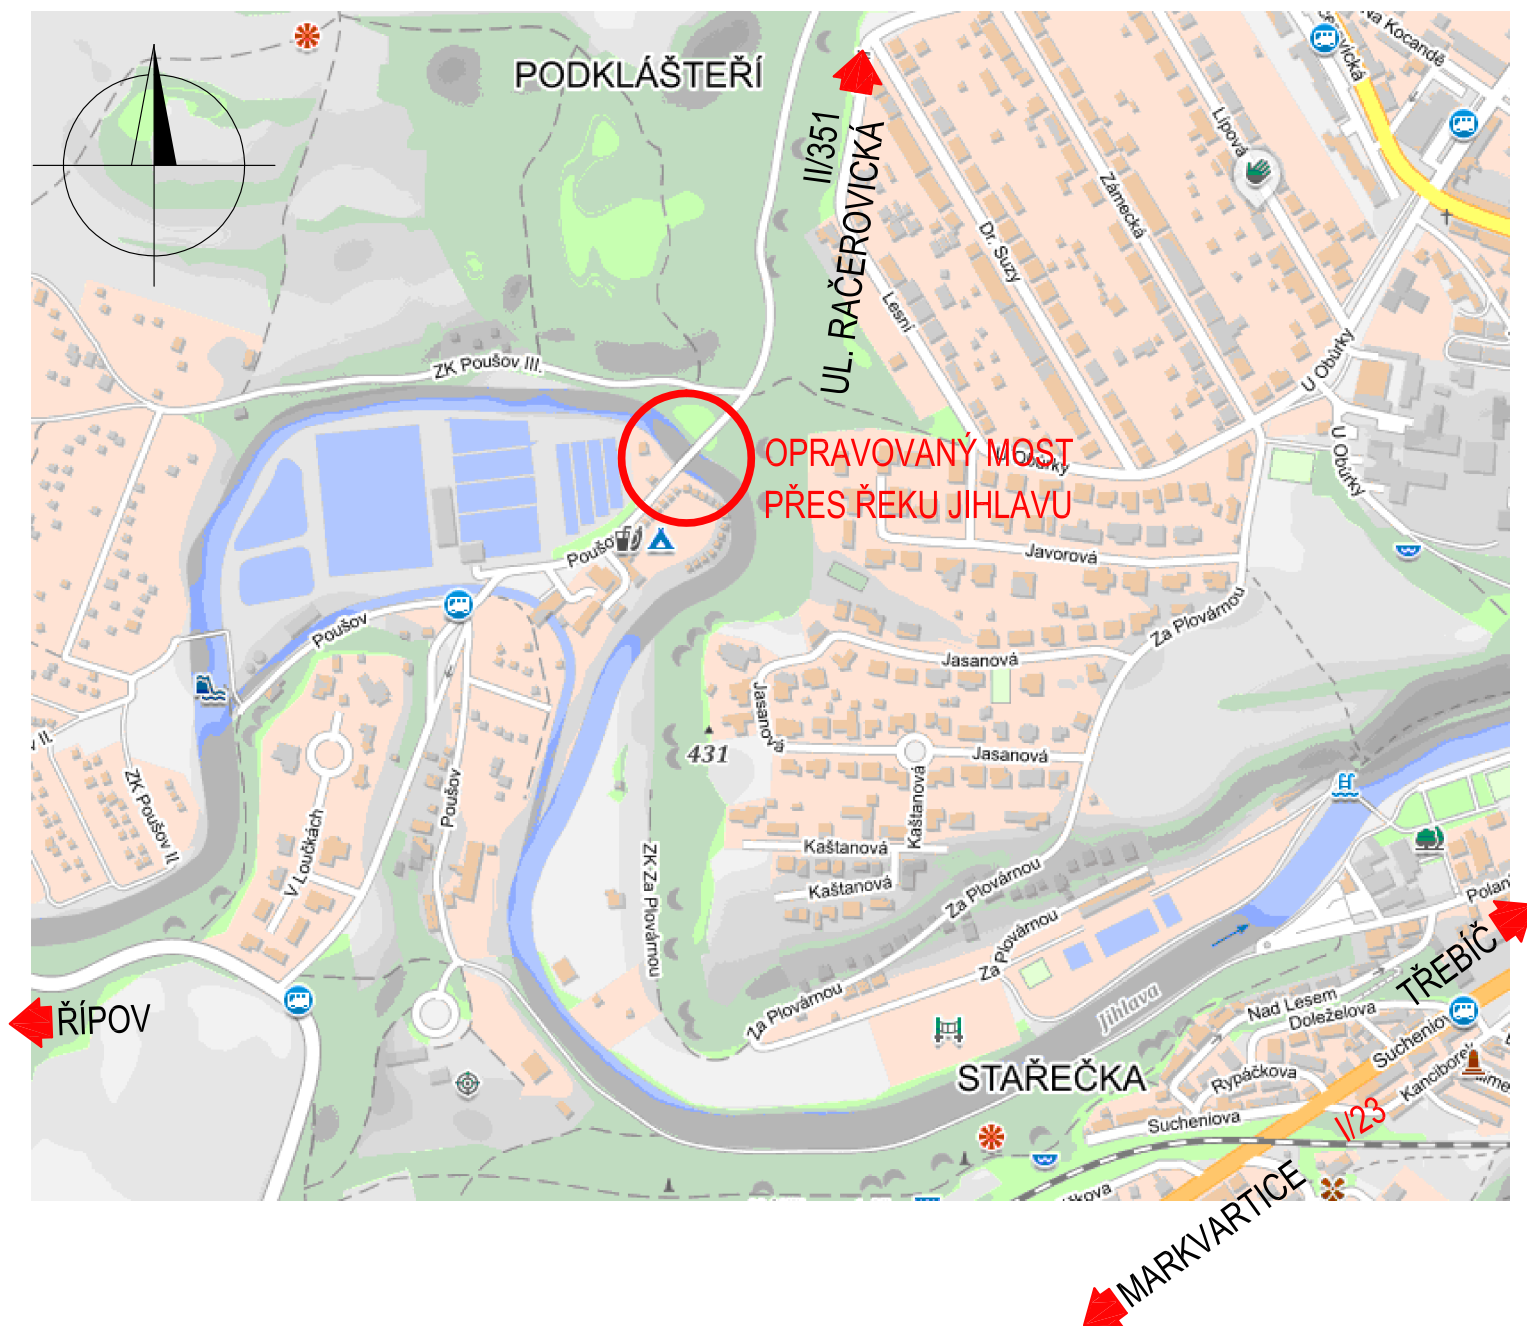 Na Kocandě
PODKLÁŠTEŘÍ
II/351
UL. RAČEROVICKÁ
Lipová
Zámecká
Dr. Suzy
Lesní
ZK Poušov III.
U Obůrky
OPRAVOVANÝ MOST
U Obůrky
U Obůrky
PŘES ŘEKU JIHLAVU
Poušov
Javorová
Poušov
Za Plovárnou
Jasanová
Jasanová
431
Jasanová
ZK Poušov II.
Poušov
Kaštanová
V Loučkách
Kaštanová
ZK Za Plovárnou
Kaštanová
Za Plovárnou
Za Plovárnou
TŘEBÍČ
Za Plovárnou
Jihlava
Nad Lesem
Doleželova
ŘÍPOV
STAŘEČKA
Rypáčkova
Sucheniova
I/23
MARKVARTICE